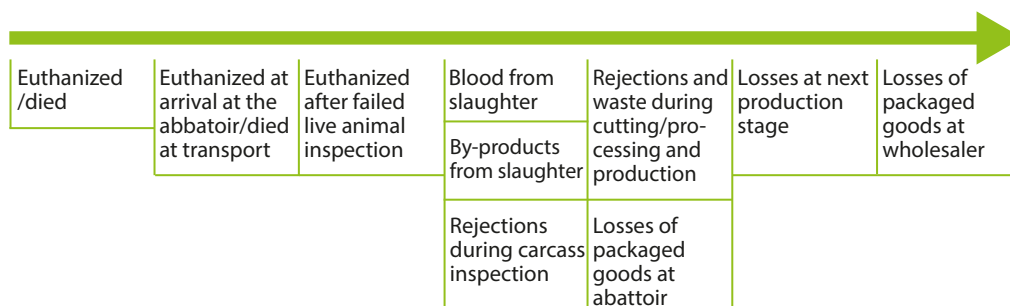 Euthanized
/died
Euthanized at
arrival at the
abbatoir/died
at transport
Euthanized
after failed
live animal
inspection
Blood from
slaughter
By-products
from slaughter
Rejections
during carcass
inspection
Rejections and
waste during
cutting/pro-
cessing and
production
Losses of
packaged
goods at
abattoir
Losses at next
production
stage
Losses of
packaged
goods at
wholesaler